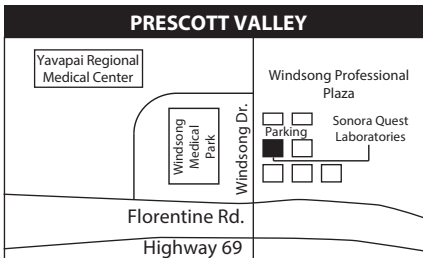 PRESCOTT VALLEY
Yavapai Regional
Medical Center
Windsong Professional
Plaza
Windsong
Medical
Park
Windsong Dr.
Parking
Sonora Quest
Laboratories
Florentine Rd.
Highway 69